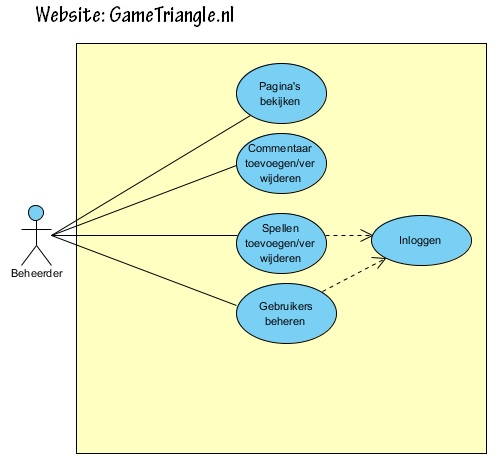 Website: GameTriangle.nl
Pagina's
bekijken
Commentaar
toevoegen/ver
wijderen
Spellen
toevoegen/ver
wijderen
Inloggen
Beheerder
Gebruikers
beheren